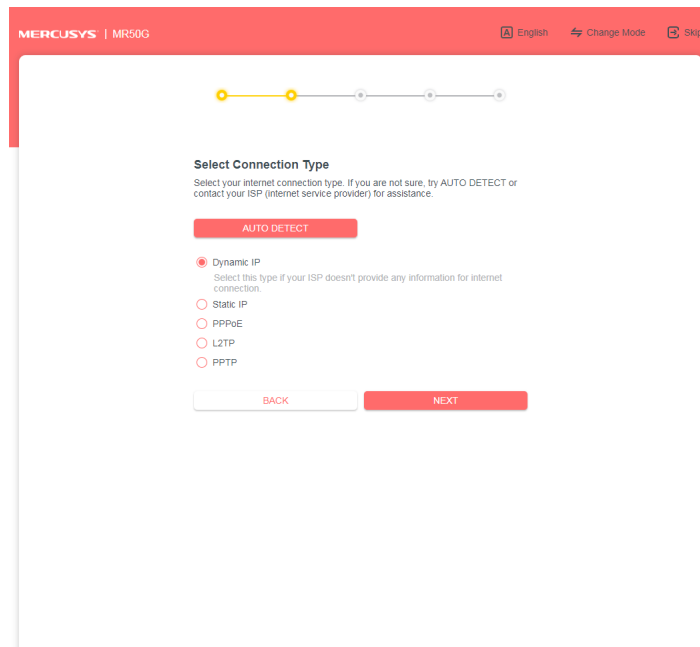 MERCUSYS | MR50G
A English
Change Mode
Skip
Select Connection Type
Select your internet connection type. If you are not sure, try AUTO DETECT or
contact your ISP (internet service provider) for assistance.
AUTO DETECT
Dynamic IP
Select this type if your ISP doesn't provide any information for internet
connection.
Static IP
PPPoE
L2TP
PPTP
BACK
NEXT